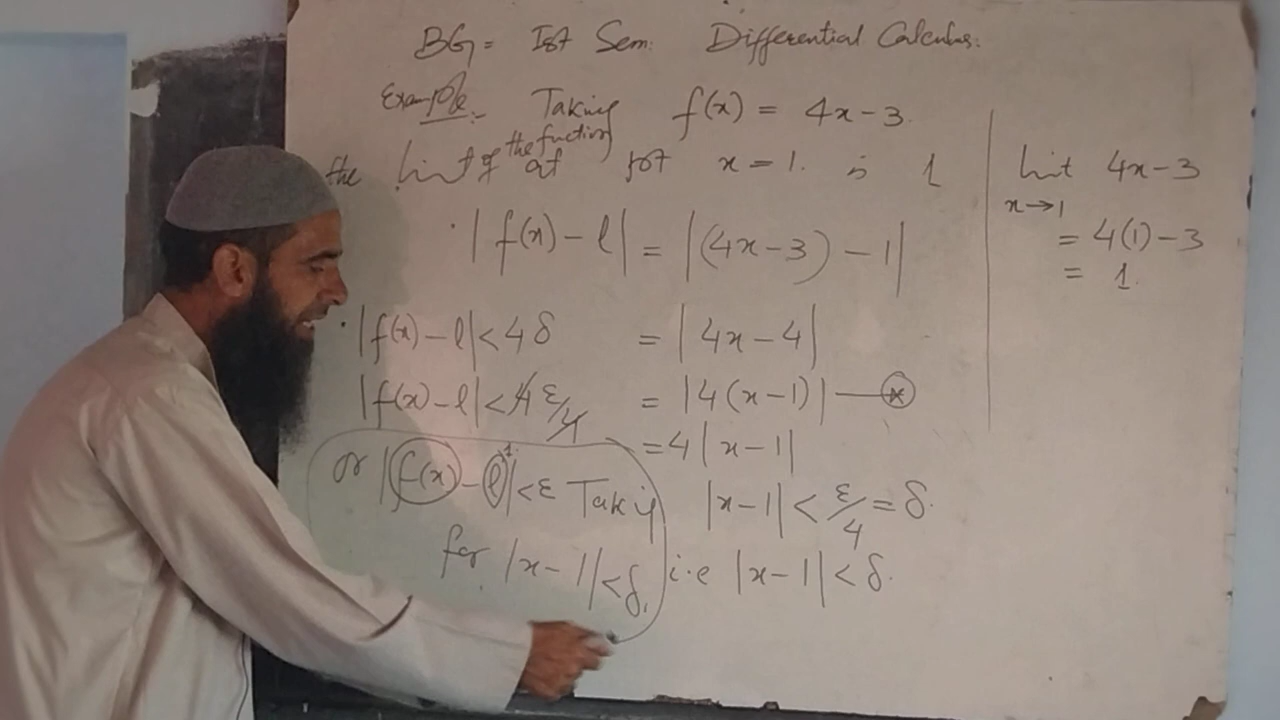 BG = Ist Sem. Differential Calculus.
Example:- Taking f(x) = 4x-3.
the limit of the function at pt x = 1. is 1
|f(x) - l| = |(4x-3) - 1|
|f(x) - l| < 4δ = |4x-4|
|f(x) - l| < 4 ε/4 = |4(x-1)| — ⊛
= 4|x-1|
or |f(x) - l| < ε Taking |x-1| < ε/4 = δ.
for |x-1| < δ, i.e |x-1| < δ.
limit 4x-3
x→1
= 4(1)-3
= 1.